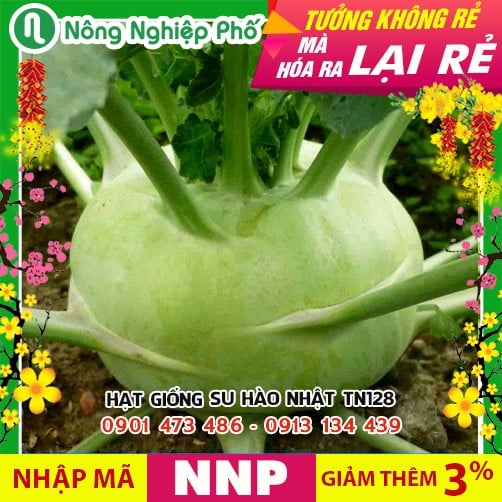 Nông Nghiệp Phố
TƯỞNG KHÔNG RẺ
MÀ
HÓA RA LẠI RẺ
HẠT GIỐNG SU HÀO NHẬT TN128
0901 473 486 - 0913 134 439
NHẬP MÃ NNP GIẢM THÊM 3%